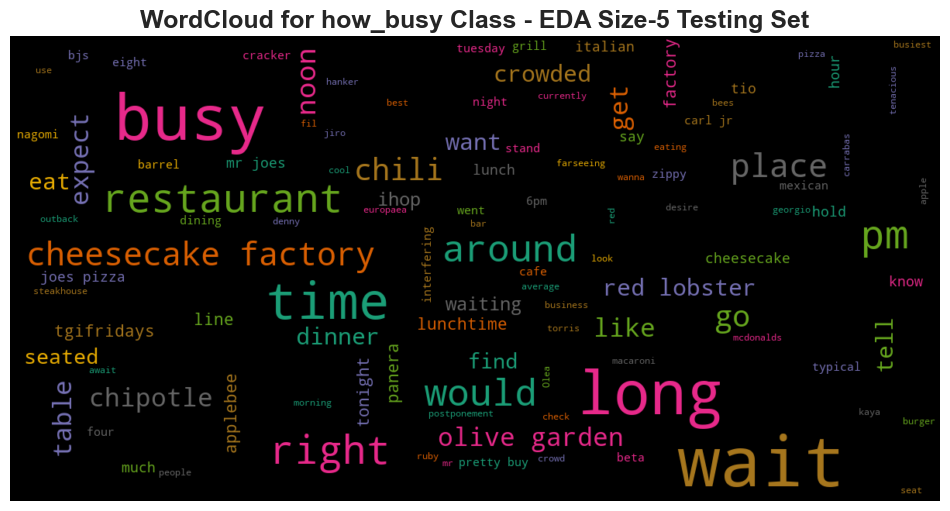 WordCloud for how_busy Class - EDA Size-5 Testing Set
bjs
eight
cracker
noon
tuesday
grill
italian
factory
pizza
busiest
use
hanker
crowded
hour
tenacious
busy
best
night
currently
get
bees
tio
nagomi
expect
fil
jiro
want
stand
say
carl jr
eating
carrabas
barrel
mr joes
chili
lunch
farseeing
wanna
zippy
place
eat
cool
restaurant
ihop
6pm
mexican
apple
outback
dining
denny
europaea
went
bar
red
desire
georgio
hold
cheesecake factory
interfering
around
look
cheesecake
pm
joes pizza
cafe
average
red lobster
know
steakhouse
time
waiting
business
tgifridays
line
dinner
lunchtime
torris
like
go
mcdonalds
tell
seated
await
panera
find
macaroni
typical
table
chipotle
applebee
tonight
morning
would
Olea
long
kaya
four
postponement
check
burger
right
olive garden
much
people
ruby
mr
pretty buy
crowd
beta
wait
seat